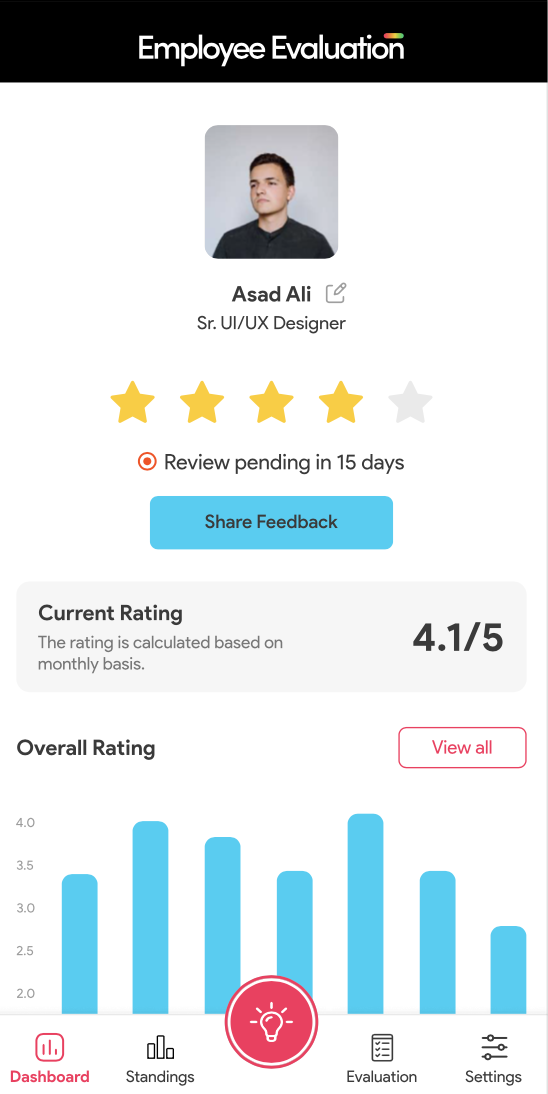 Employee Evaluation
Asad Ali
Sr. UI/UX Designer
Review pending in 15 days
Share Feedback
Current Rating
The rating is calculated based on
monthly basis.
4.1/5
Overall Rating
View all
4.0
3.5
3.0
2.5
2.0
Dashboard
Standings
Evaluation
Settings